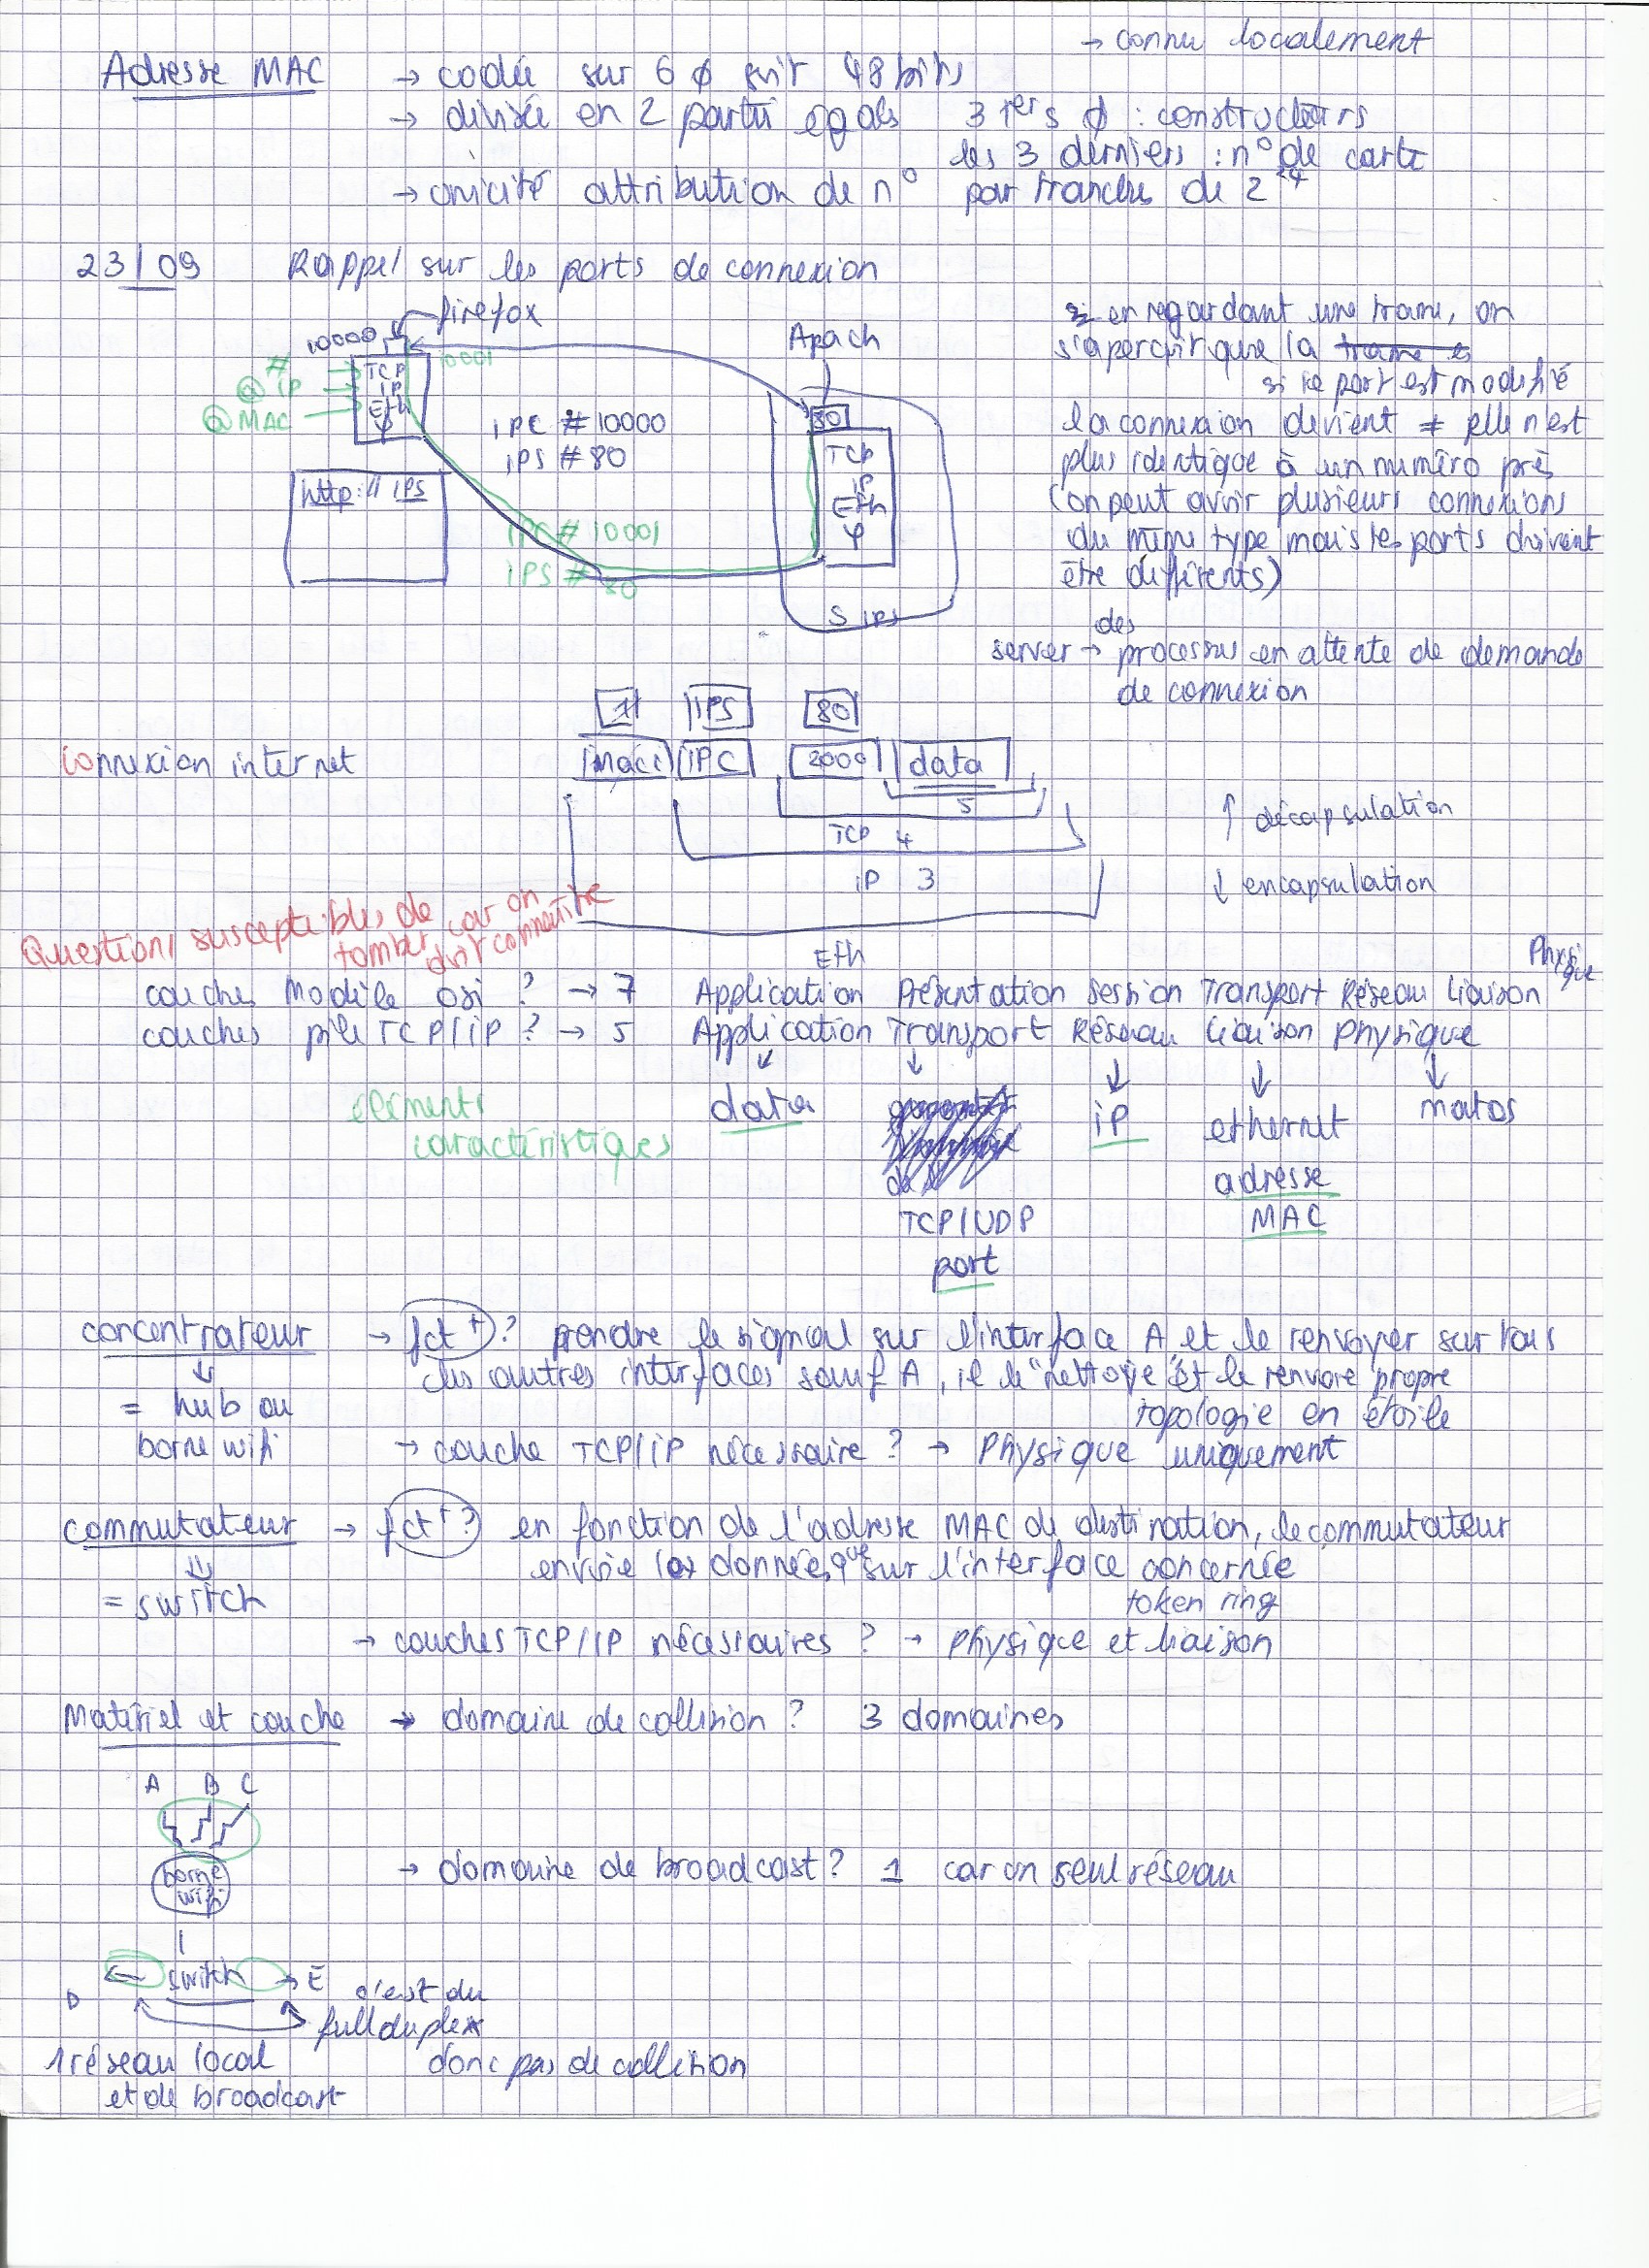 → connu localement
Adresse MAC → codée sur 6 ϕ soit 48 bits
→ divisée en 2 partie egals 3 1ers ϕ : constructeurs
les 3 derniers : n° de carte
→ unicité attribution de n° par tranches de 2^24
23/09 Rappel sur les ports de connexion
firefox
10000
10001
Apach
#
@ IP
@ MAC
TCP
IP
Eth
φ
iPC # 10000
iPS # 80
http:// IPS
iPC # 10001
iPS # 80
80
TCP
IP
Eth
φ
S IPS
en regardant une trame, on
s'aperçoit que la trame
si le port est modifié
la connexion devient ≠ elle n'est
plus identique à un numéro près
(on peut avoir plusieurs connexions
du même type mais les ports doivent
être différents)
server → des processus en attente de demande
de connexion
IPS 80
Connexion internet iPC 2000 data
5
TCP 4
iP 3
Eth
↑ décapsulation
↓ encapsulation
Questions susceptibles de tomber car on doit connaître
couches Modèle osi ? → 7 Application Présentation Session Transport Réseau Liaison Physique
couches pile TCP/IP ? → 5 Application Transport Réseau Liaison Physique
éléments
caractéristiques
data
TCP/UDP
port
iP
ethernet
adresse
MAC
matos
concentrateur → fct+? prendre le signal sur l'interface A et le renvoyer sur tous
les autres interfaces sauf A, il le "nettoye" et le renvoie propre
= hub ou topologie en étoile
borne wifi → couche TCP/IP nécessaire ? → Physique uniquement
commutateur → fct+? en fonction de l'adresse MAC de destination, le commutateur
envoie les données que sur l'interface concernée
= switch token ring
→ couches TCP/IP nécessaires ? → Physique et Liaison
Matériel et couche → domaine de collision ? 3 domaines
A B C
borne
wifi
→ domaine de broadcast ? 1 car un seul réseau
← switch → E
D
c'est du
full duplex
donc pas de collision
1 réseau local
et de broadcast